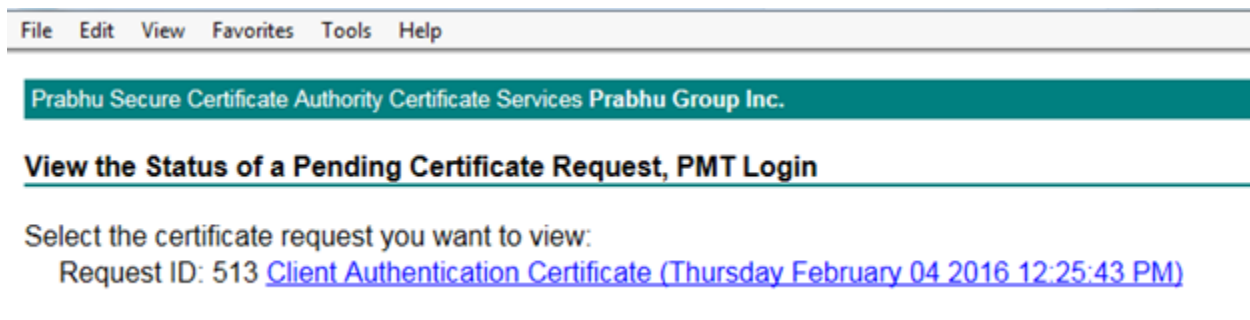 File Edit View Favorites Tools Help
Prabhu Secure Certificate Authority Certificate Services Prabhu Group Inc.
View the Status of a Pending Certificate Request, PMT Login
Select the certificate request you want to view:
Request ID: 513 Client Authentication Certificate (Thursday February 04 2016 12:25:43 PM)